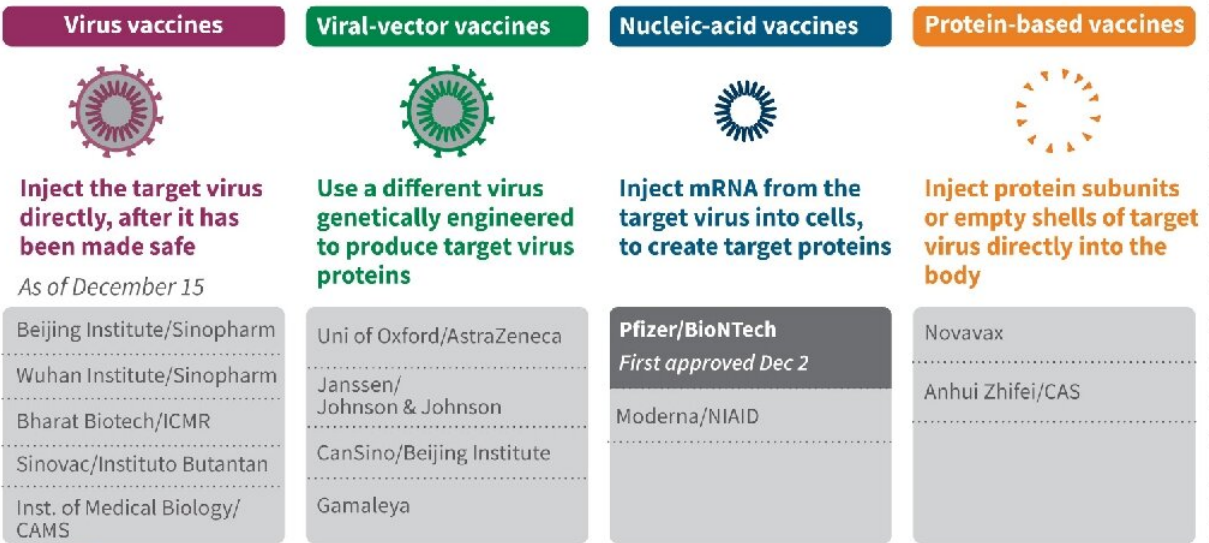 Virus vaccines
Inject the target virus
directly, after it has
been made safe
As of December 15
Beijing Institute/Sinopharm
Wuhan Institute/Sinopharm
Bharat Biotech/ICMR
Sinovac/Instituto Butantan
Inst. of Medical Biology/
CAMS
Viral-vector vaccines
Use a different virus
genetically engineered
to produce target virus
proteins
Uni of Oxford/AstraZeneca
Janssen/
Johnson & Johnson
CanSino/Beijing Institute
Gamaleya
Nucleic-acid vaccines
Inject mRNA from the
target virus into cells,
to create target proteins
Pfizer/BioNTech
First approved Dec 2
Moderna/NIAID
Protein-based vaccines
Inject protein subunits
or empty shells of target
virus directly into the
body
Novavax
Anhui Zhifei/CAS